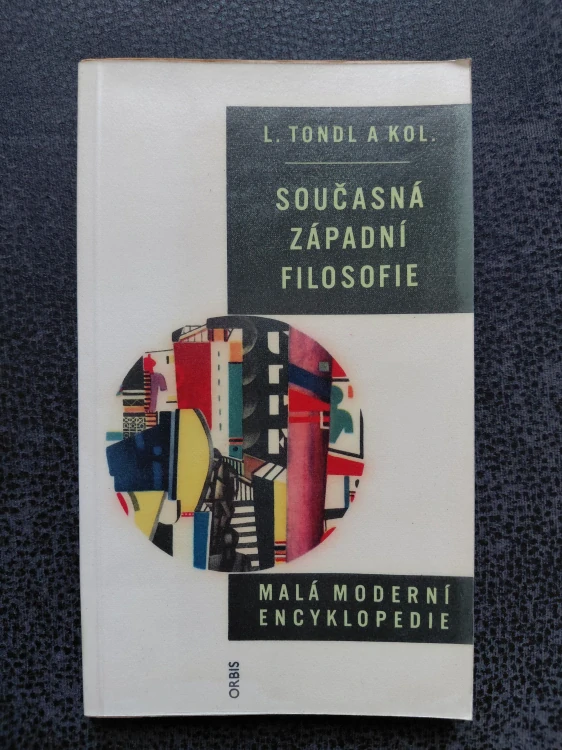 L. TONDL A KOL.
SOUČASNÁ
ZÁPADNÍ
FILOSOFIE
MALÁ MODERNÍ
ENCYKLOPEDIE
ORBIS